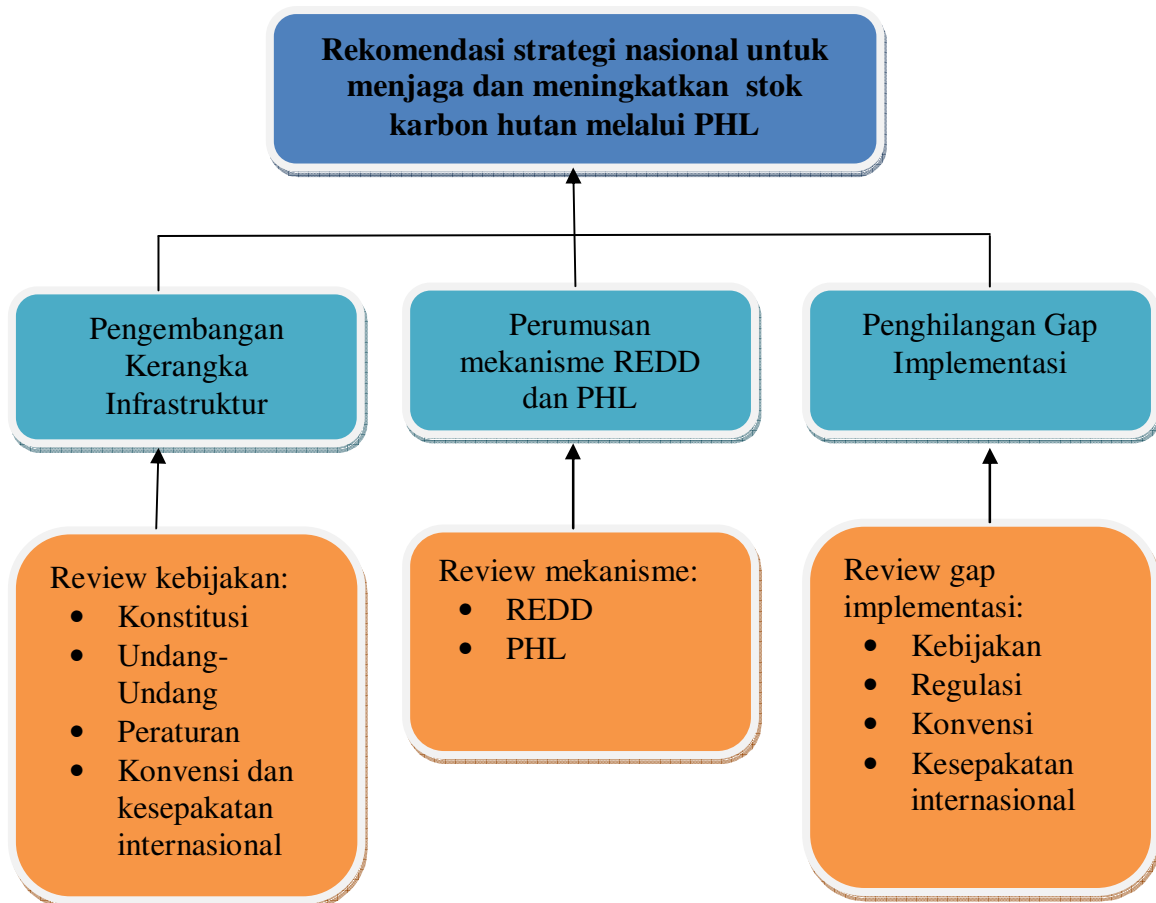 Rekomendasi strategi nasional untuk
menjaga dan meningkatkan stok
karbon hutan melalui PHL
Pengembangan
Kerangka
Infrastruktur
Perumusan
mekanisme REDD
dan PHL
Penghilangan Gap
Implementasi
Review kebijakan:
• Konstitusi
• Undang-
Undang
• Peraturan
• Konvensi dan
kesepakatan
internasional
Review mekanisme:
• REDD
• PHL
Review gap
implementasi:
• Kebijakan
• Regulasi
• Konvensi
• Kesepakatan
internasional